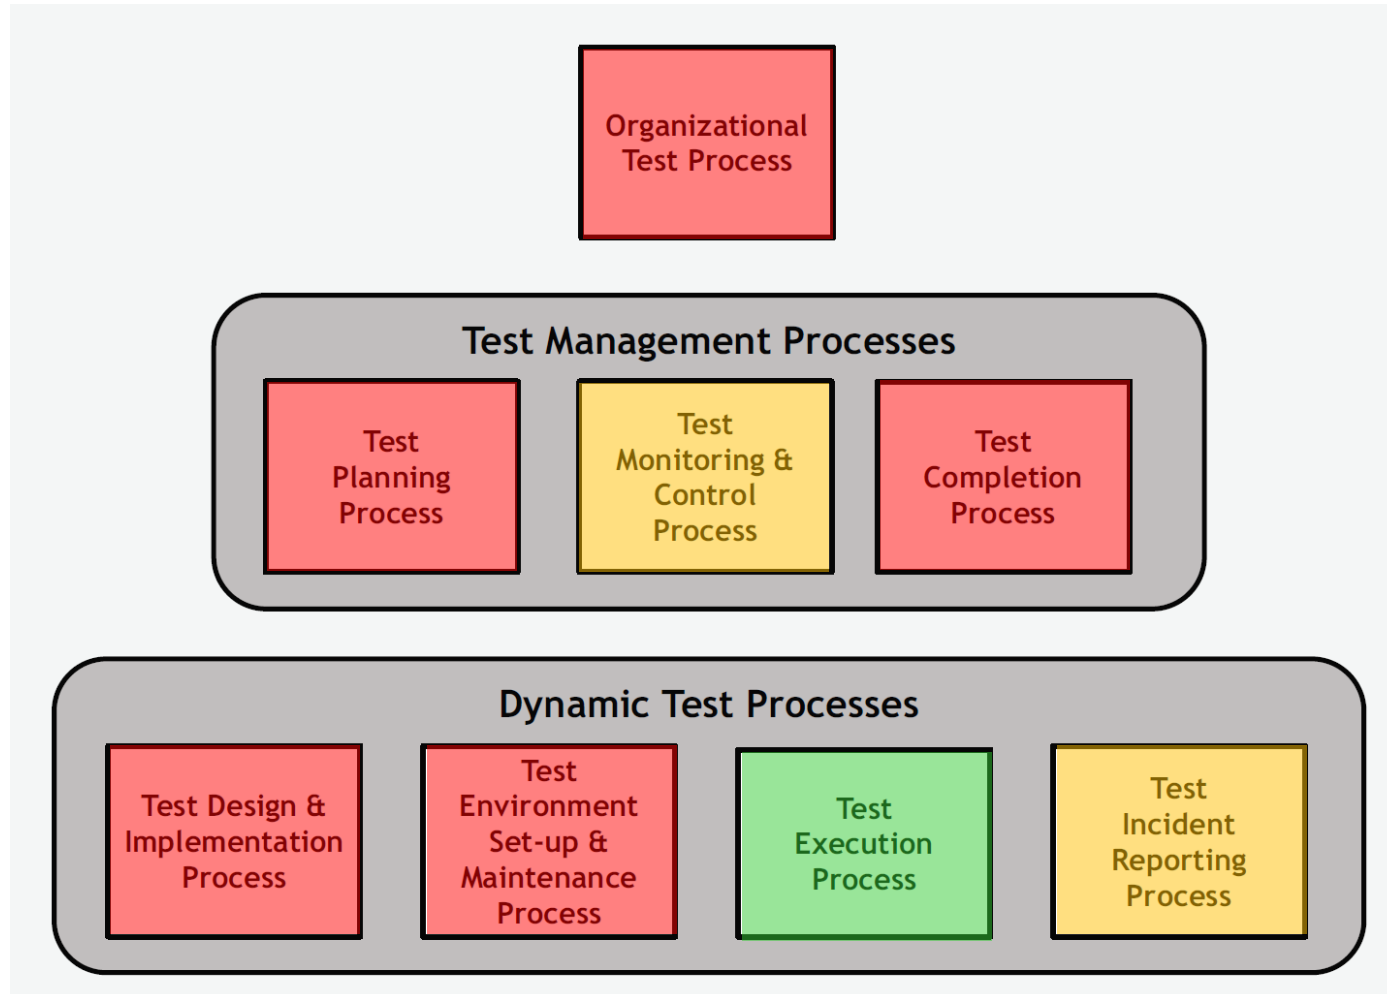 Organizational
Test Process
Test Management Processes
Test
Planning
Process
Test
Monitoring &
Control
Process
Test
Completion
Process
Dynamic Test Processes
Test Design &
Implementation
Process
Test
Environment
Set-up &
Maintenance
Process
Test
Execution
Process
Test
Incident
Reporting
Process